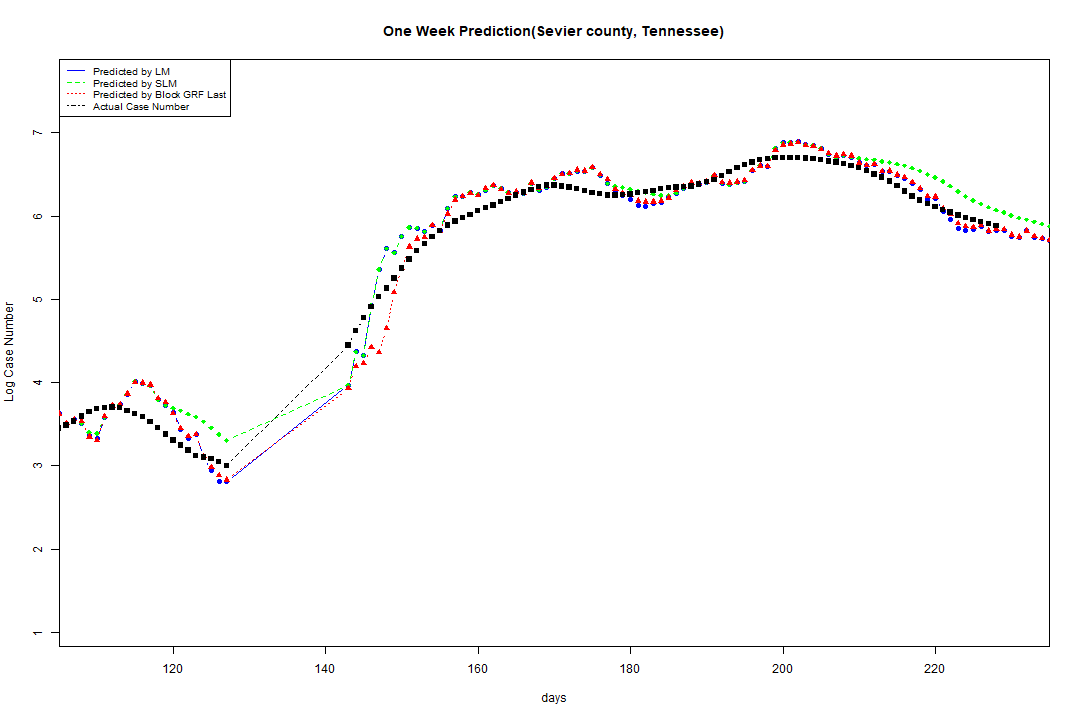 One Week Prediction(Sevier county, Tennessee)
Predicted by LM
Predicted by SLM
Predicted by Block GRF Last
Actual Case Number
7
6
5
4
3
2
1
Log Case Number
120 140 160 180 200 220
days